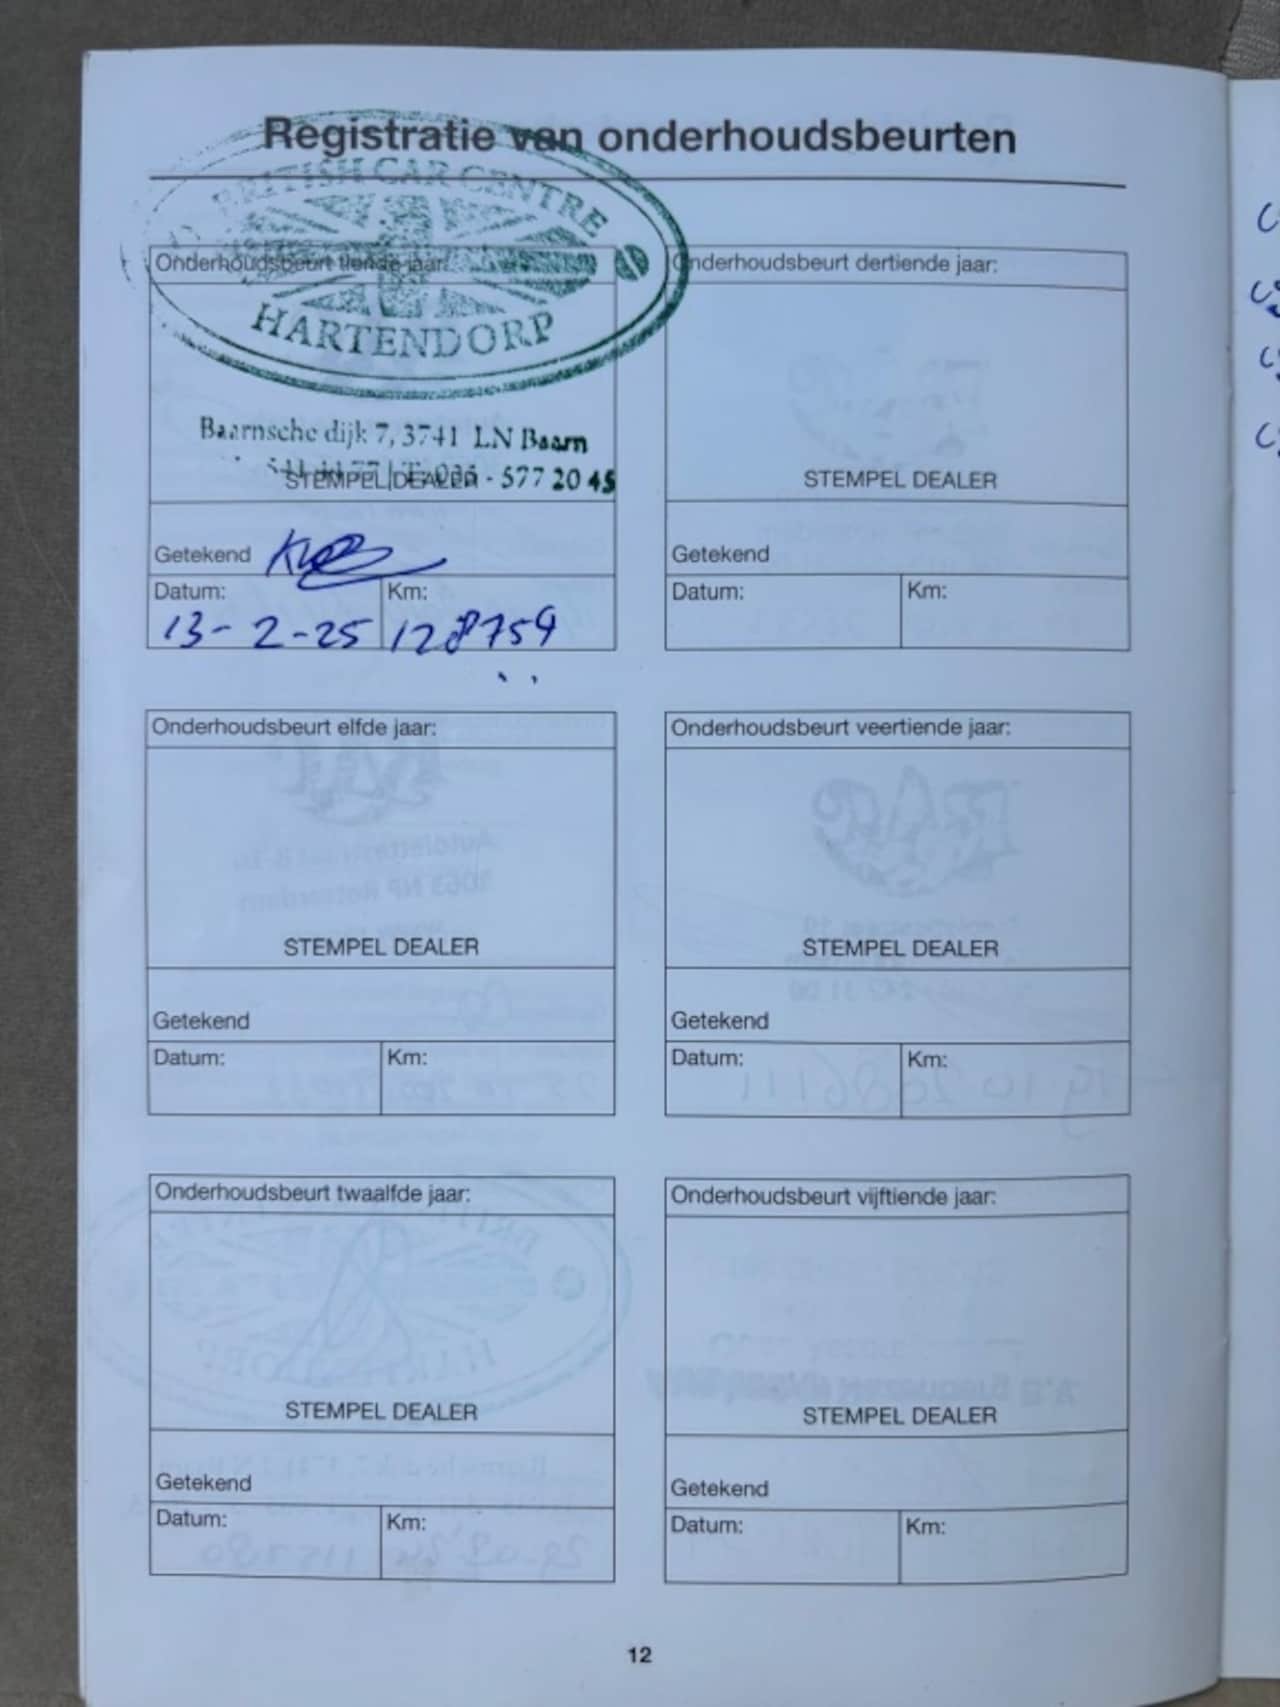 Registratie van onderhoudsbeurten
BRITISH CAR CENTRE
HARTENDORP
Baarnsche dijk 7, 3741 LN Baarn
- 577 20 45
Onderhoudsbeurt tiende jaar:
STEMPEL DEALER
Getekend
Datum: Km:
13-2-25 128759
Onderhoudsbeurt dertiende jaar:
STEMPEL DEALER
Getekend
Datum: Km:
Onderhoudsbeurt elfde jaar:
STEMPEL DEALER
Getekend
Datum: Km:
Onderhoudsbeurt veertiende jaar:
STEMPEL DEALER
Getekend
Datum: Km:
Onderhoudsbeurt twaalfde jaar:
STEMPEL DEALER
Getekend
Datum: Km:
Onderhoudsbeurt vijftiende jaar:
STEMPEL DEALER
Getekend
Datum: Km:
12